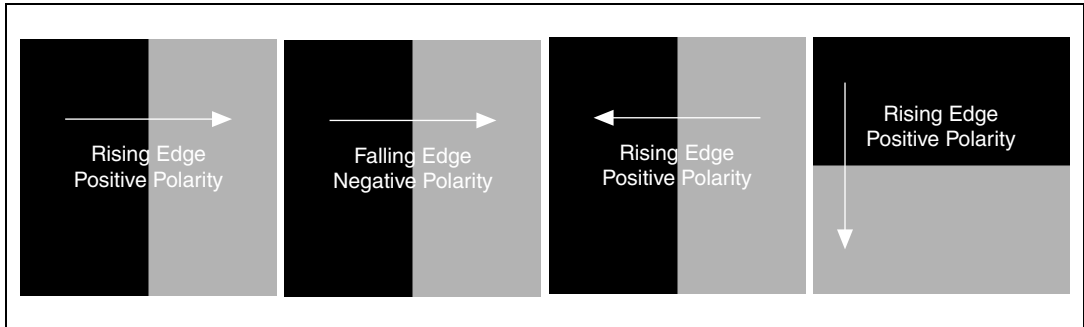 Rising Edge
Positive Polarity
Falling Edge
Negative Polarity
Rising Edge
Positive Polarity
Rising Edge
Positive Polarity